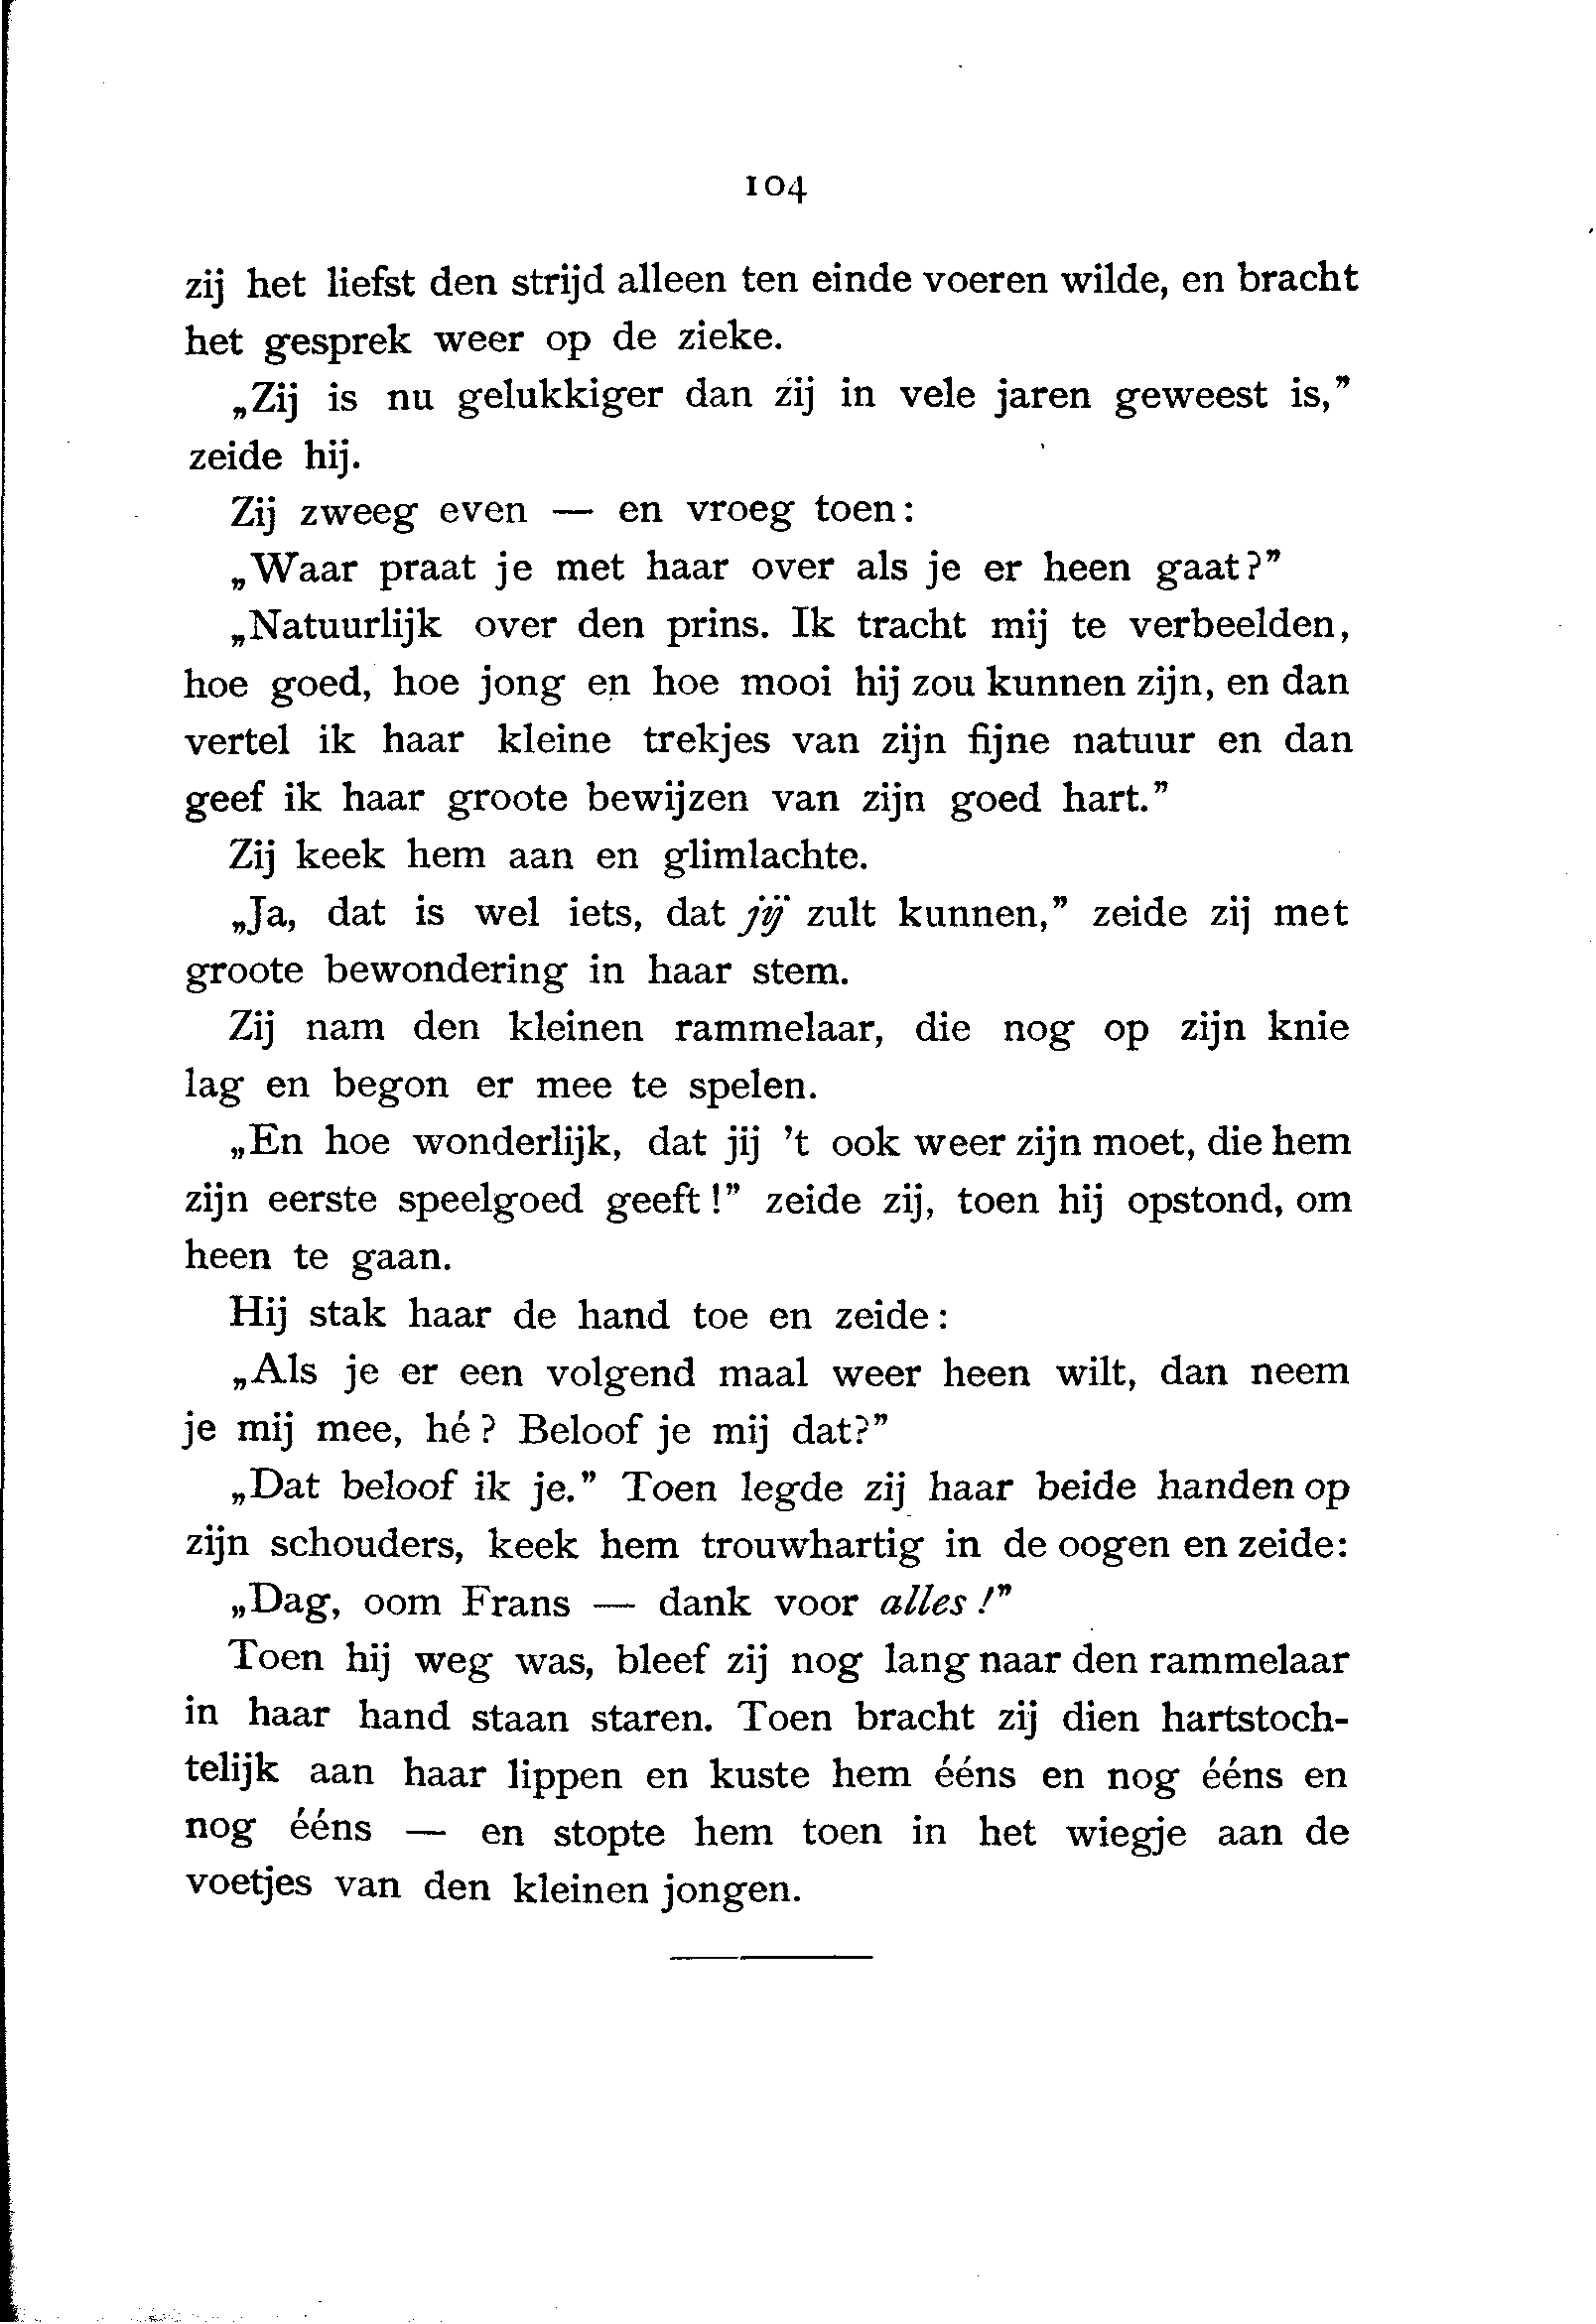 104
zij het liefst den strijd alleen ten einde voeren wilde, en bracht
het gesprek weer op de zieke.
„Zij is nu gelukkiger dan zij in vele jaren geweest is,”
zeide hij.
Zij zweeg even — en vroeg toen:
„Waar praat je met haar over als je er heen gaat?”
„Natuurlijk over den prins. Ik tracht mij te verbeelden,
hoe goed, hoe jong en hoe mooi hij zou kunnen zijn, en dan
vertel ik haar kleine trekjes van zijn fijne natuur en dan
geef ik haar groote bewijzen van zijn goed hart.”
Zij keek hem aan en glimlachte.
„Ja, dat is wel iets, dat jij zult kunnen,” zeide zij met
groote bewondering in haar stem.
Zij nam den kleinen rammelaar, die nog op zijn knie
lag en begon er mee te spelen.
„En hoe wonderlijk, dat jij 't ook weer zijn moet, die hem
zijn eerste speelgoed geeft!” zeide zij, toen hij opstond, om
heen te gaan.
Hij stak haar de hand toe en zeide:
„Als je er een volgend maal weer heen wilt, dan neem
je mij mee, hé? Beloof je mij dat?”
„Dat beloof ik je.” Toen legde zij haar beide handen op
zijn schouders, keek hem trouwhartig in de oogen en zeide:
„Dag, oom Frans — dank voor alles!”
Toen hij weg was, bleef zij nog lang naar den rammelaar
in haar hand staan staren. Toen bracht zij dien hartstoch-
telijk aan haar lippen en kuste hem ééns en nog ééns en
nog ééns — en stopte hem toen in het wiegje aan de
voetjes van den kleinen jongen.